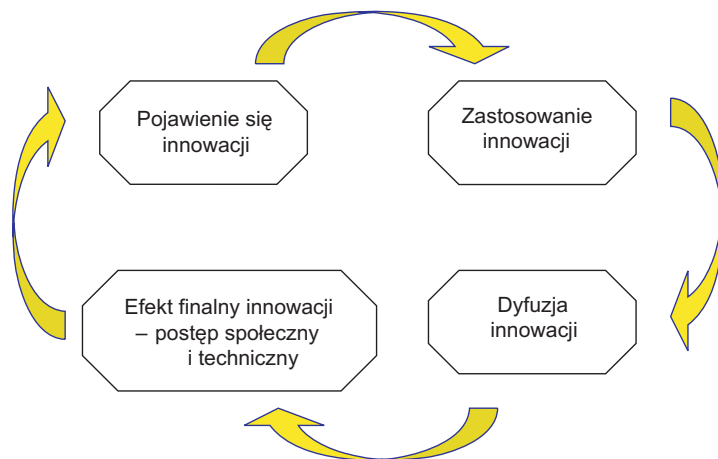 Pojawienie się
innowacji
Zastosowanie
innowacji
Efekt finalny innowacji
– postęp społeczny
i techniczny
Dyfuzja
innowacji